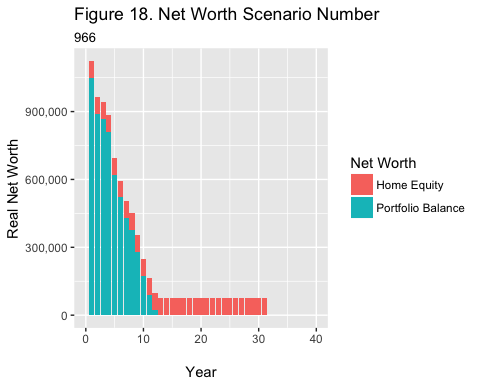 Figure 18. Net Worth Scenario Number
966
Real Net Worth
900,000
600,000
300,000
0
0 10 20 30 40
Year
Net Worth
Home Equity
Portfolio Balance